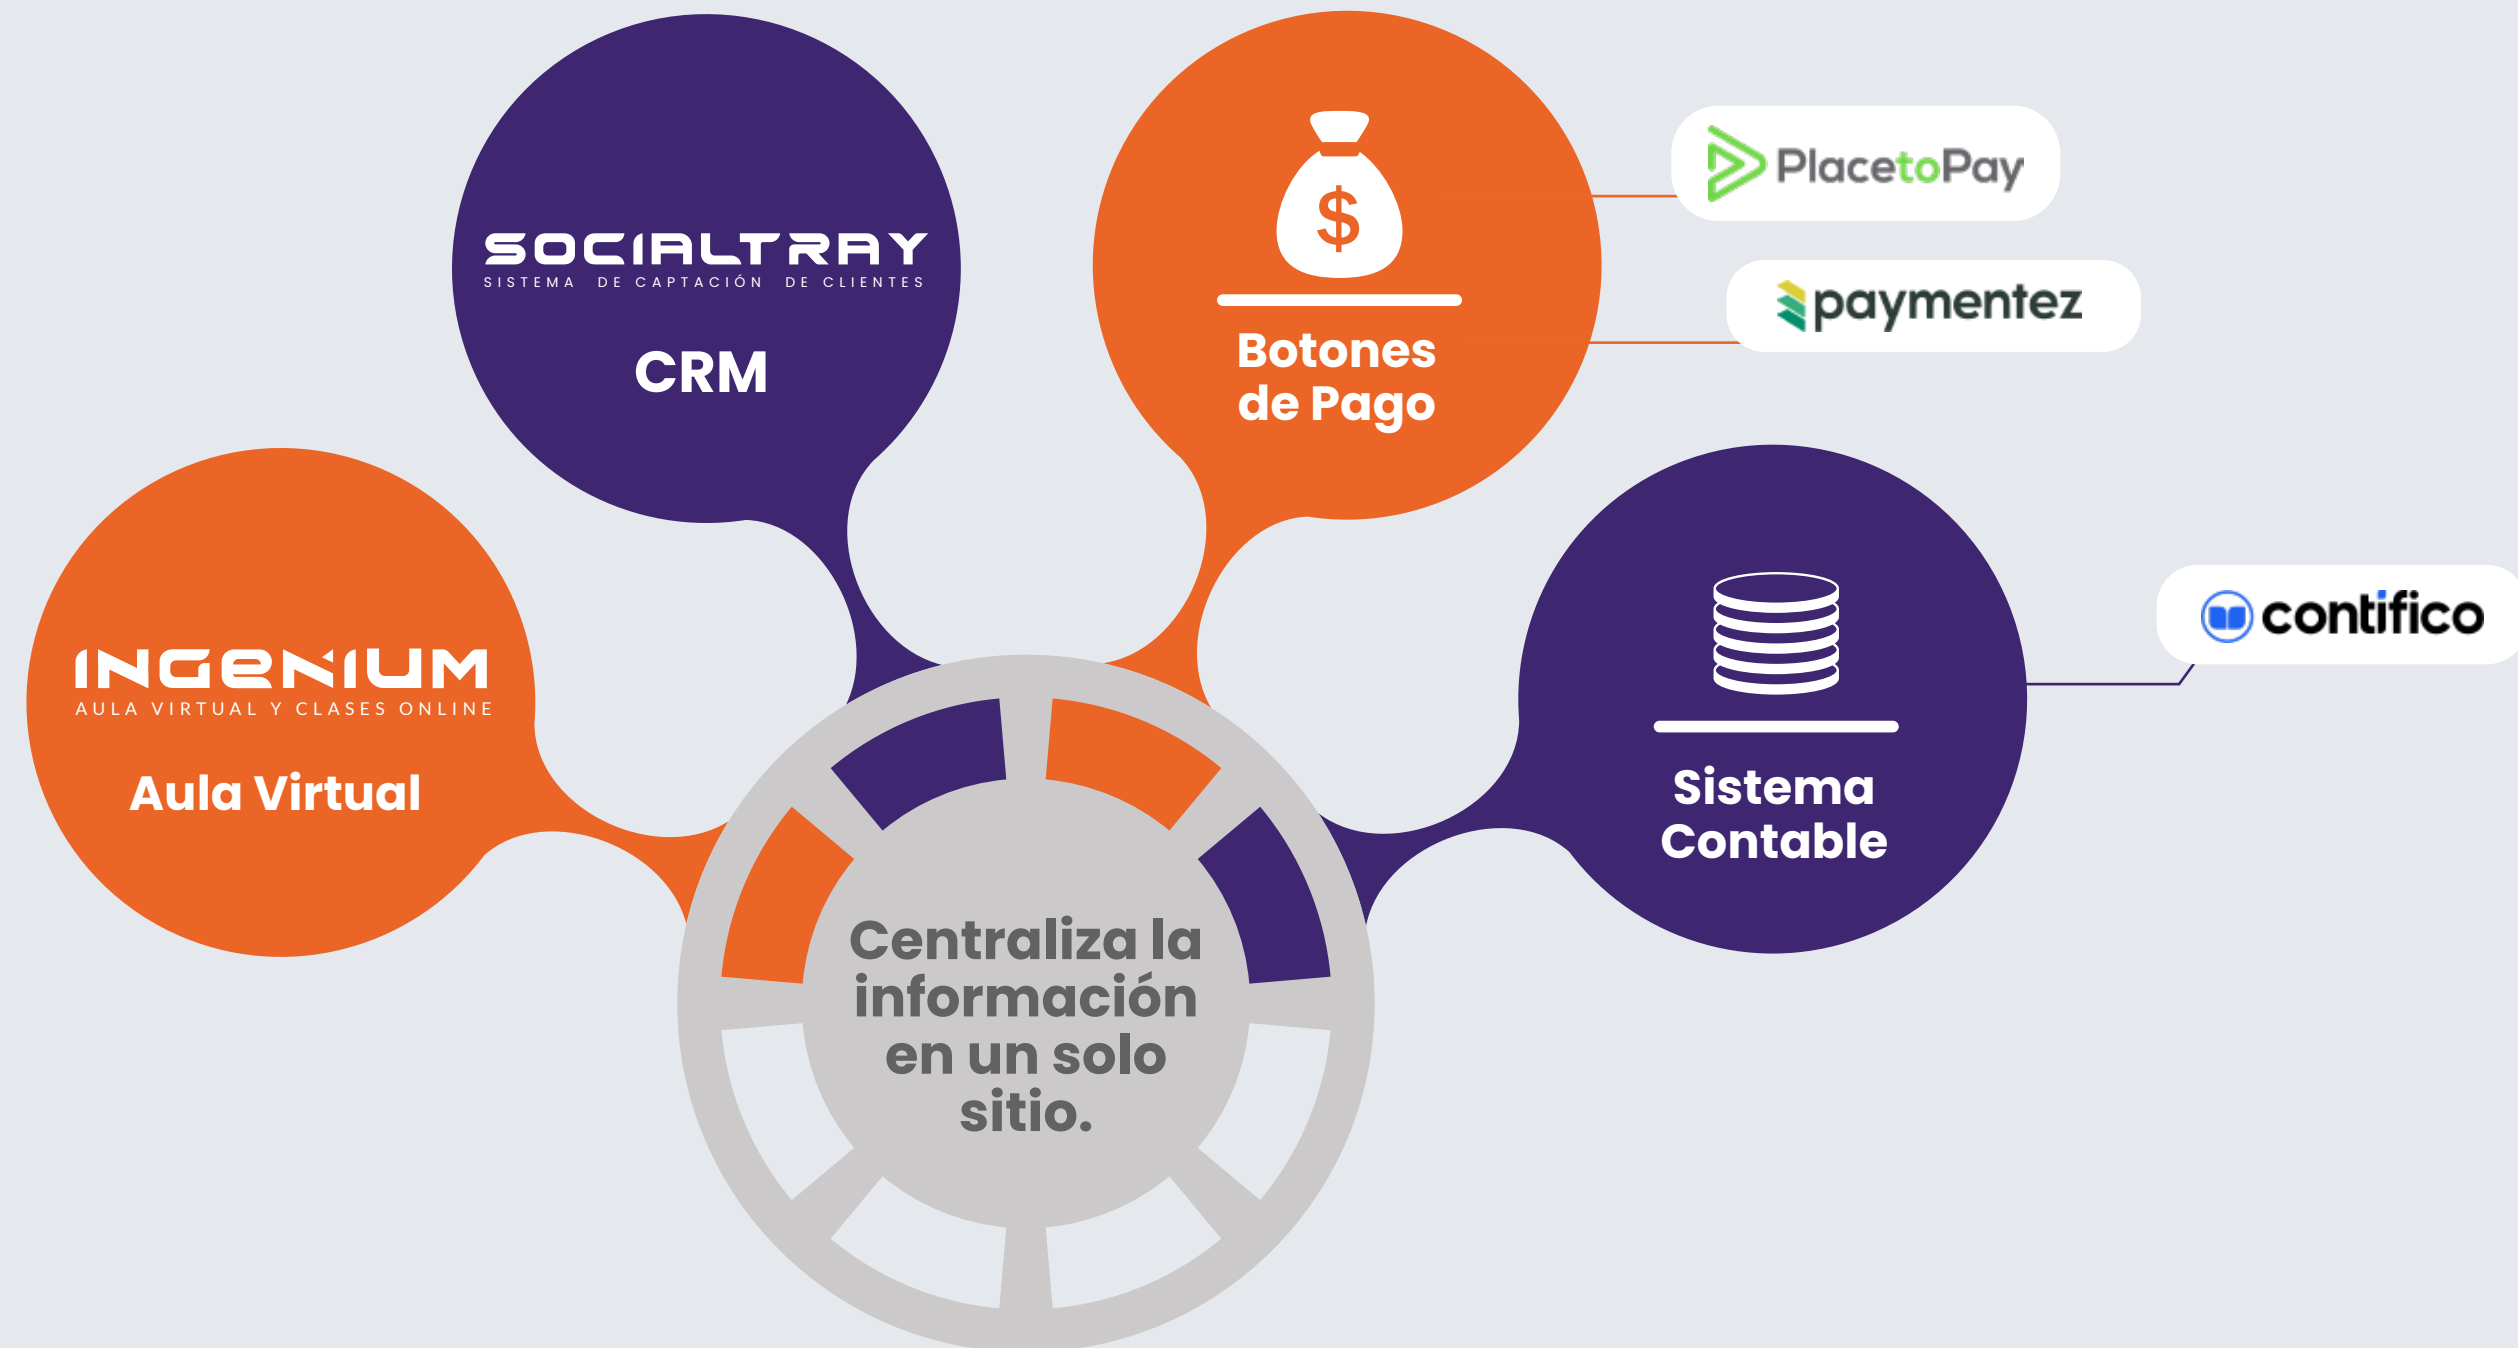 SOCIALTRAY
SISTEMA DE CAPTACIÓN DE CLIENTES
CRM
$
Botones
de Pago
PlacetoPay
paymentez
INGENIUM
AULA VIRTUAL Y CLASES ONLINE
Aula Virtual
Sistema
Contable
contifico
Centraliza la
información
en un solo
sitio.